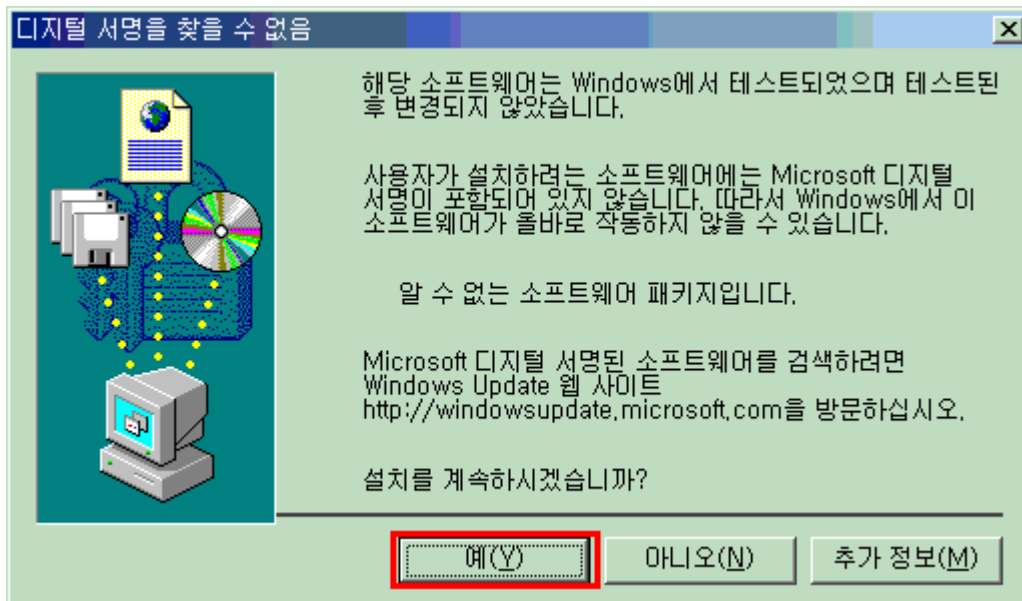 디지털 서명을 찾을 수 없음
해당 소프트웨어는 Windows에서 테스트되었으며 테스트된
후 변경되지 않았습니다.
사용자가 설치하려는 소프트웨어에는 Microsoft 디지털
서명이 포함되어 있지 않습니다. 따라서 Windows에서 이
소프트웨어가 올바로 작동하지 않을 수 있습니다.
알 수 없는 소프트웨어 패키지입니다.
Microsoft 디지털 서명된 소프트웨어를 검색하려면
Windows Update 웹 사이트
http://windowsupdate.microsoft.com을 방문하십시오.
설치를 계속하시겠습니까?
예(Y) 아니오(N) 추가 정보(M)